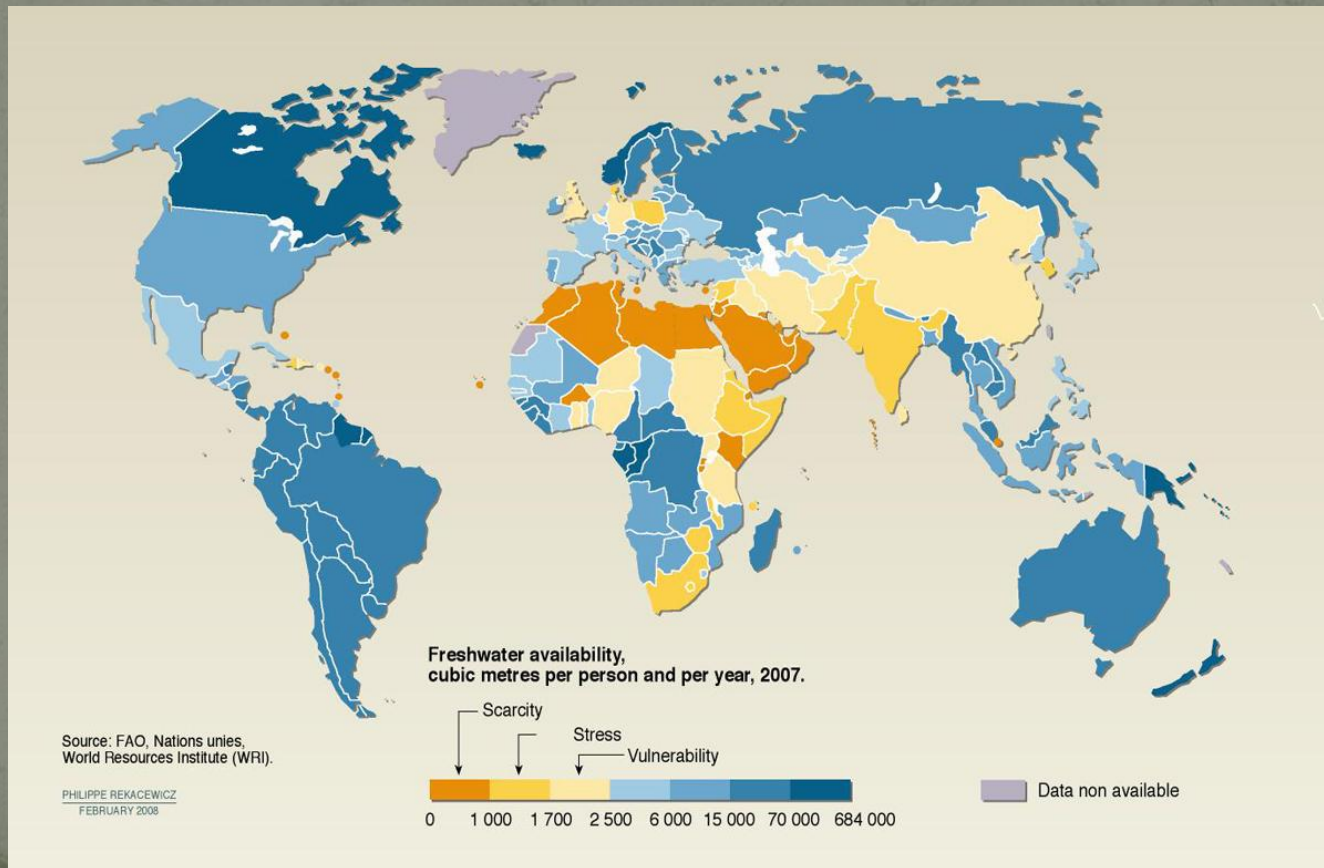 Freshwater availability,
cubic metres per person and per year, 2007.
Scarcity
Stress
Vulnerability
0 1 000 1 700 2 500 6 000 15 000 70 000 684 000
Data non available
Source: FAO, Nations unies,
World Resources Institute (WRI).
PHILIPPE REKACEWICZ
FEBRUARY 2008